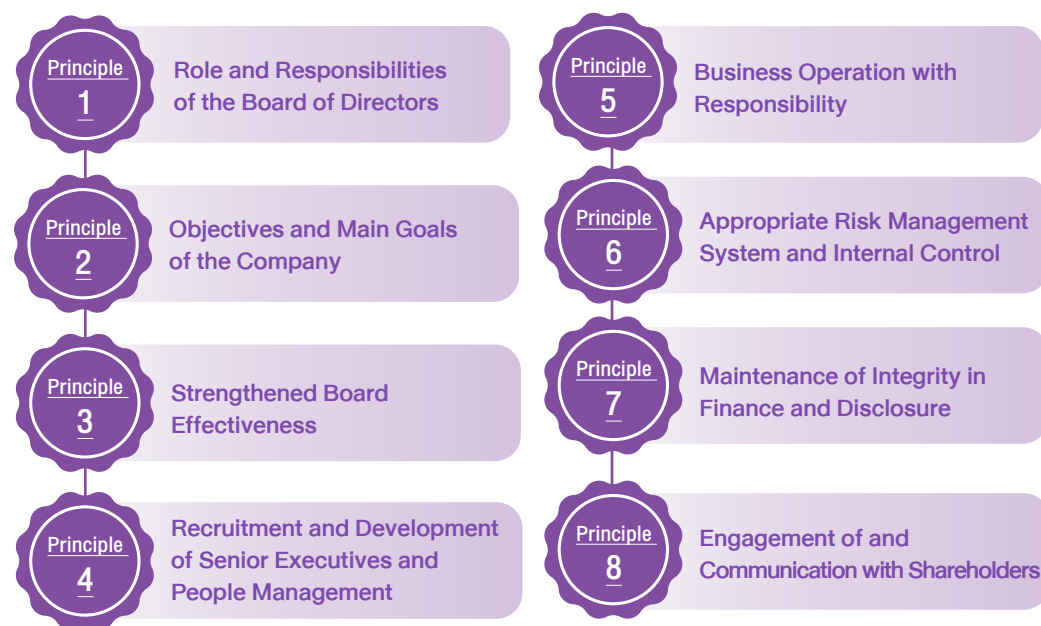 Principle
1
Role and Responsibilities
of the Board of Directors
Principle
2
Objectives and Main Goals
of the Company
Principle
3
Strengthened Board
Effectiveness
Principle
4
Recruitment and Development
of Senior Executives and
People Management
Principle
5
Business Operation with
Responsibility
Principle
6
Appropriate Risk Management
System and Internal Control
Principle
7
Maintenance of Integrity in
Finance and Disclosure
Principle
8
Engagement of and
Communication with Shareholders